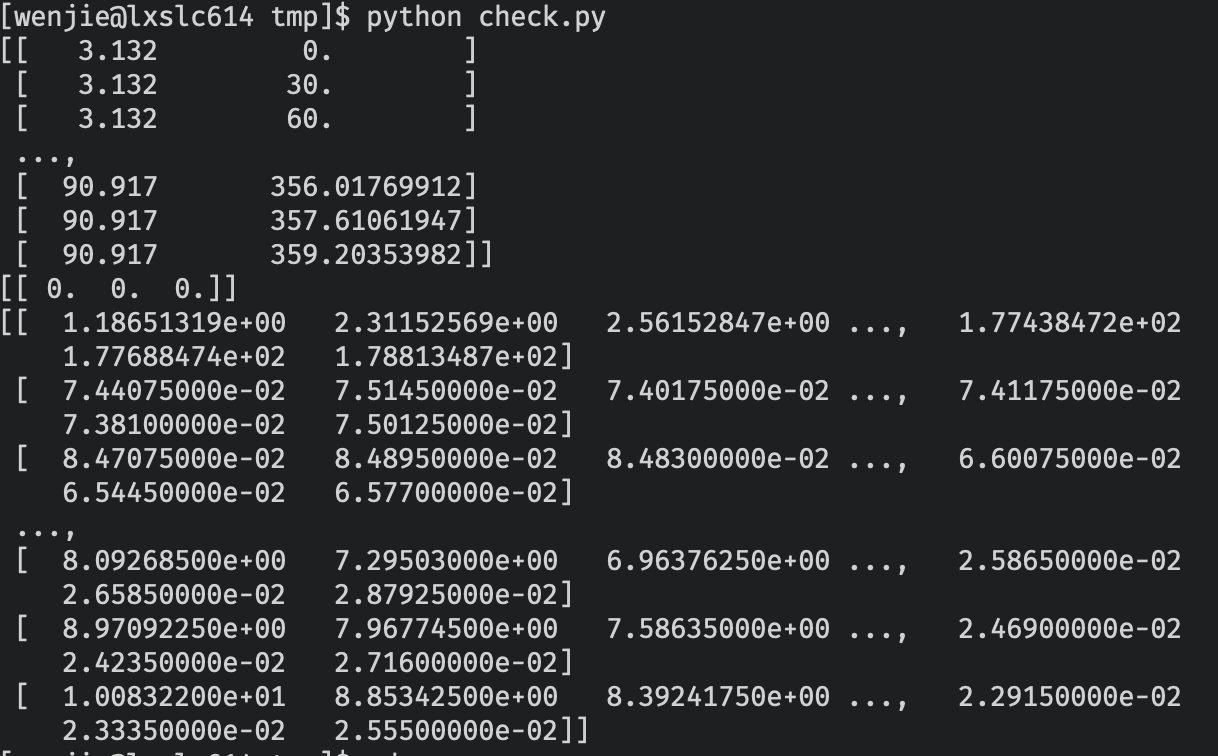 [wenjie@lxslc614 tmp]$ python check.py
[[   3.132         0.        ]
 [   3.132        30.        ]
 [   3.132        60.        ]
 ...,
 [  90.917       356.01769912]
 [  90.917       357.61061947]
 [  90.917       359.20353982]]
[[ 0.  0.  0.]]
[[  1.18651319e+00   2.31152569e+00   2.56152847e+00 ...,   1.77438472e+02
    1.77688474e+02   1.78813487e+02]
 [  7.44075000e-02   7.51450000e-02   7.40175000e-02 ...,   7.41175000e-02
    7.38100000e-02   7.50125000e-02]
 [  8.47075000e-02   8.48950000e-02   8.48300000e-02 ...,   6.60075000e-02
    6.54450000e-02   6.57700000e-02]
 ...,
 [  8.09268500e+00   7.29503000e+00   6.96376250e+00 ...,   2.58650000e-02
    2.65850000e-02   2.87925000e-02]
 [  8.97092250e+00   7.96774500e+00   7.58635000e+00 ...,   2.46900000e-02
    2.42350000e-02   2.71600000e-02]
 [  1.00832200e+01   8.85342500e+00   8.39241750e+00 ...,   2.29150000e-02
    2.33350000e-02   2.55500000e-02]]